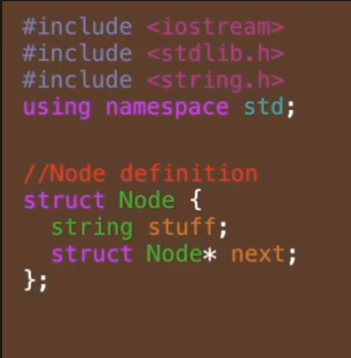 #include <iostream>
#include <stdlib.h>
#include <string.h>
using namespace std;
//Node definition
struct Node {
string stuff;
struct Node* next;
};